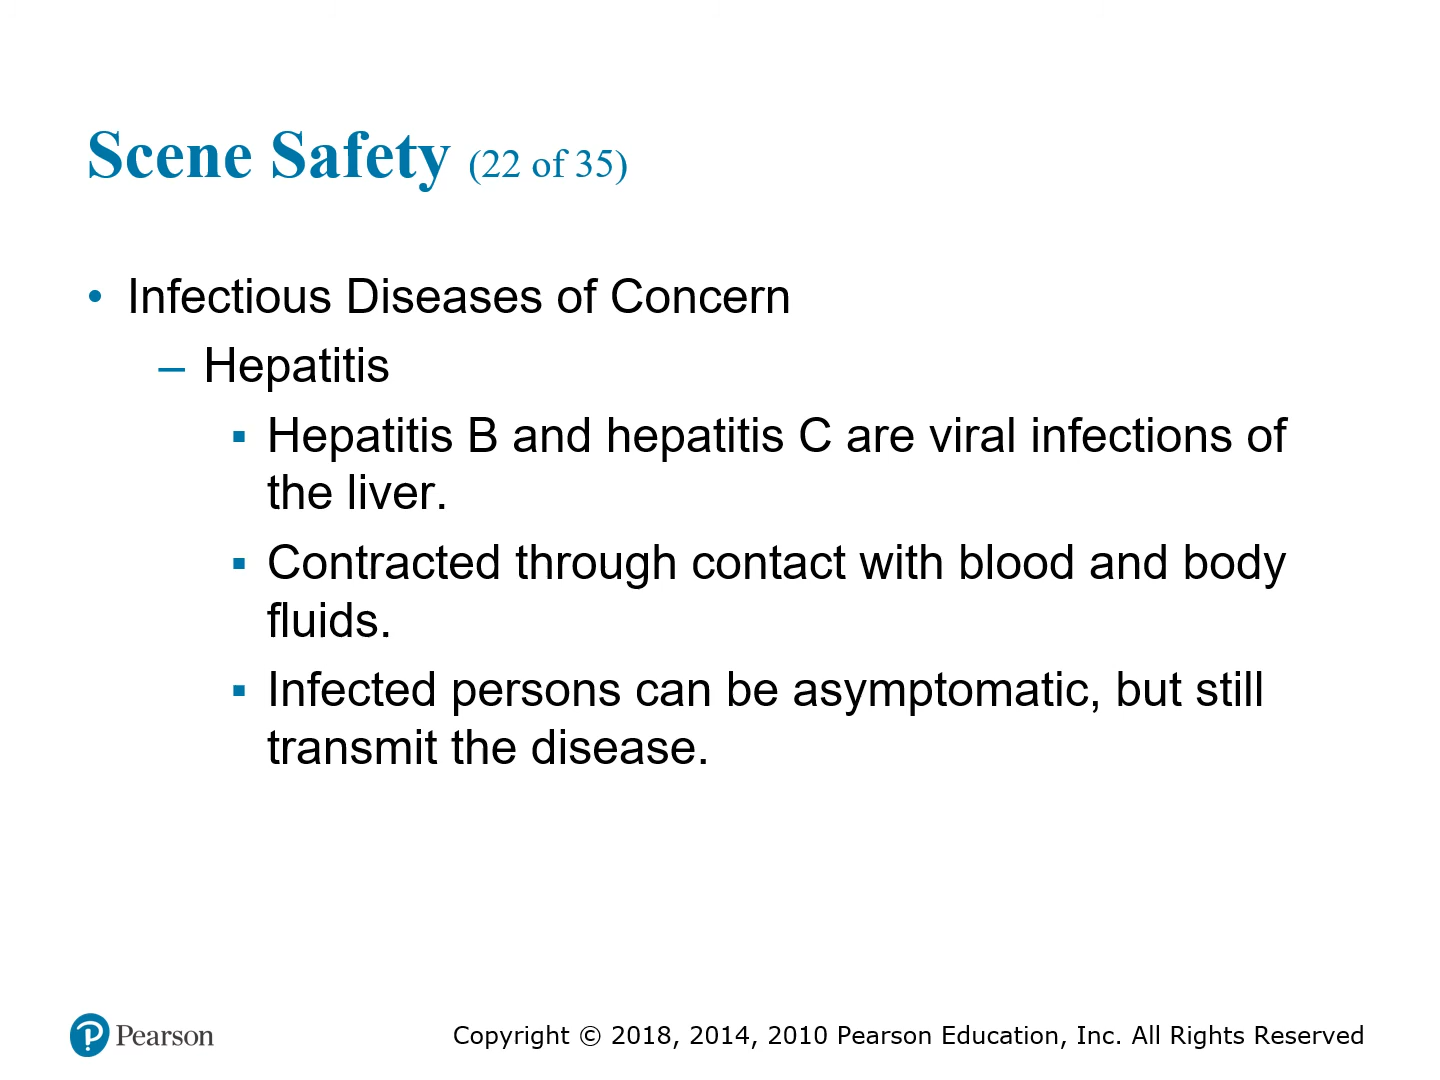 Scene Safety (22 of 35)
• Infectious Diseases of Concern
– Hepatitis
▪ Hepatitis B and hepatitis C are viral infections of
the liver.
▪ Contracted through contact with blood and body
fluids.
▪ Infected persons can be asymptomatic, but still
transmit the disease.
Pearson
Copyright © 2018, 2014, 2010 Pearson Education, Inc. All Rights Reserved